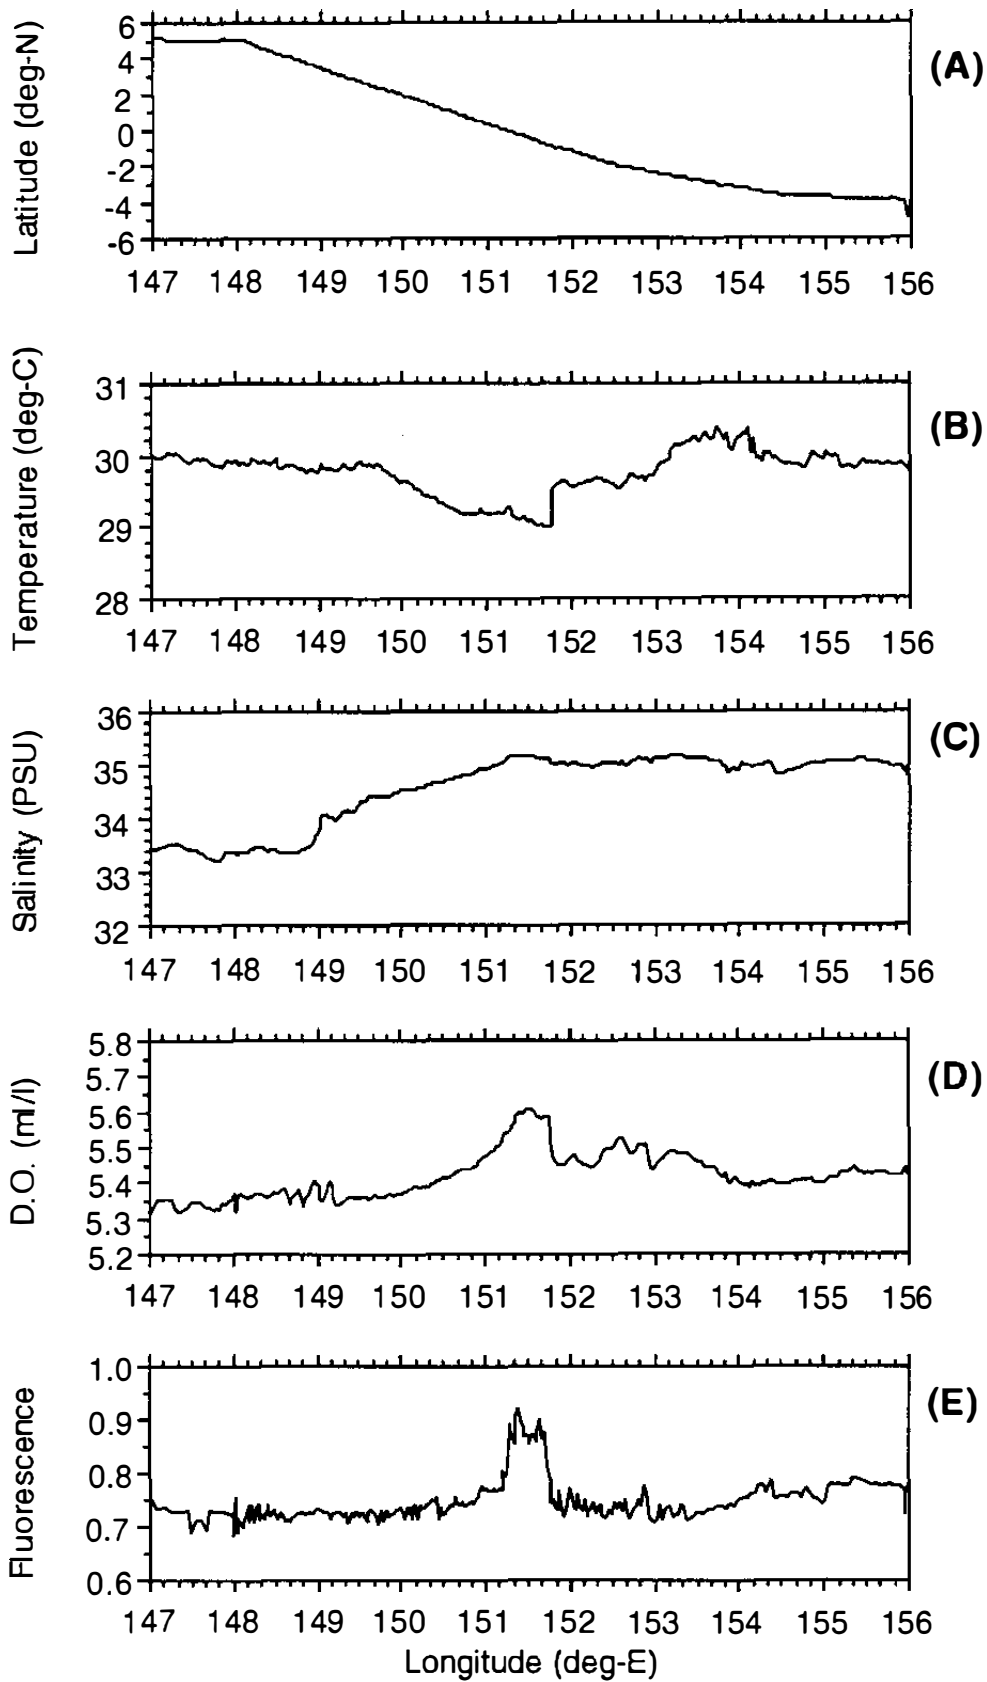 Latitude (deg-N)
6
4
2
0
-2
-4
-6
(A)
147 148 149 150 151 152 153 154 155 156
Temperature (deg-C)
31
30
29
28
(B)
147 148 149 150 151 152 153 154 155 156
Salinity (PSU)
36
35
34
33
32
(C)
147 148 149 150 151 152 153 154 155 156
D.O. (ml/l)
5.8
5.7
5.6
5.5
5.4
5.3
5.2
(D)
147 148 149 150 151 152 153 154 155 156
Fluorescence
1.0
0.9
0.8
0.7
0.6
(E)
147 148 149 150 151 152 153 154 155 156
Longitude (deg-E)